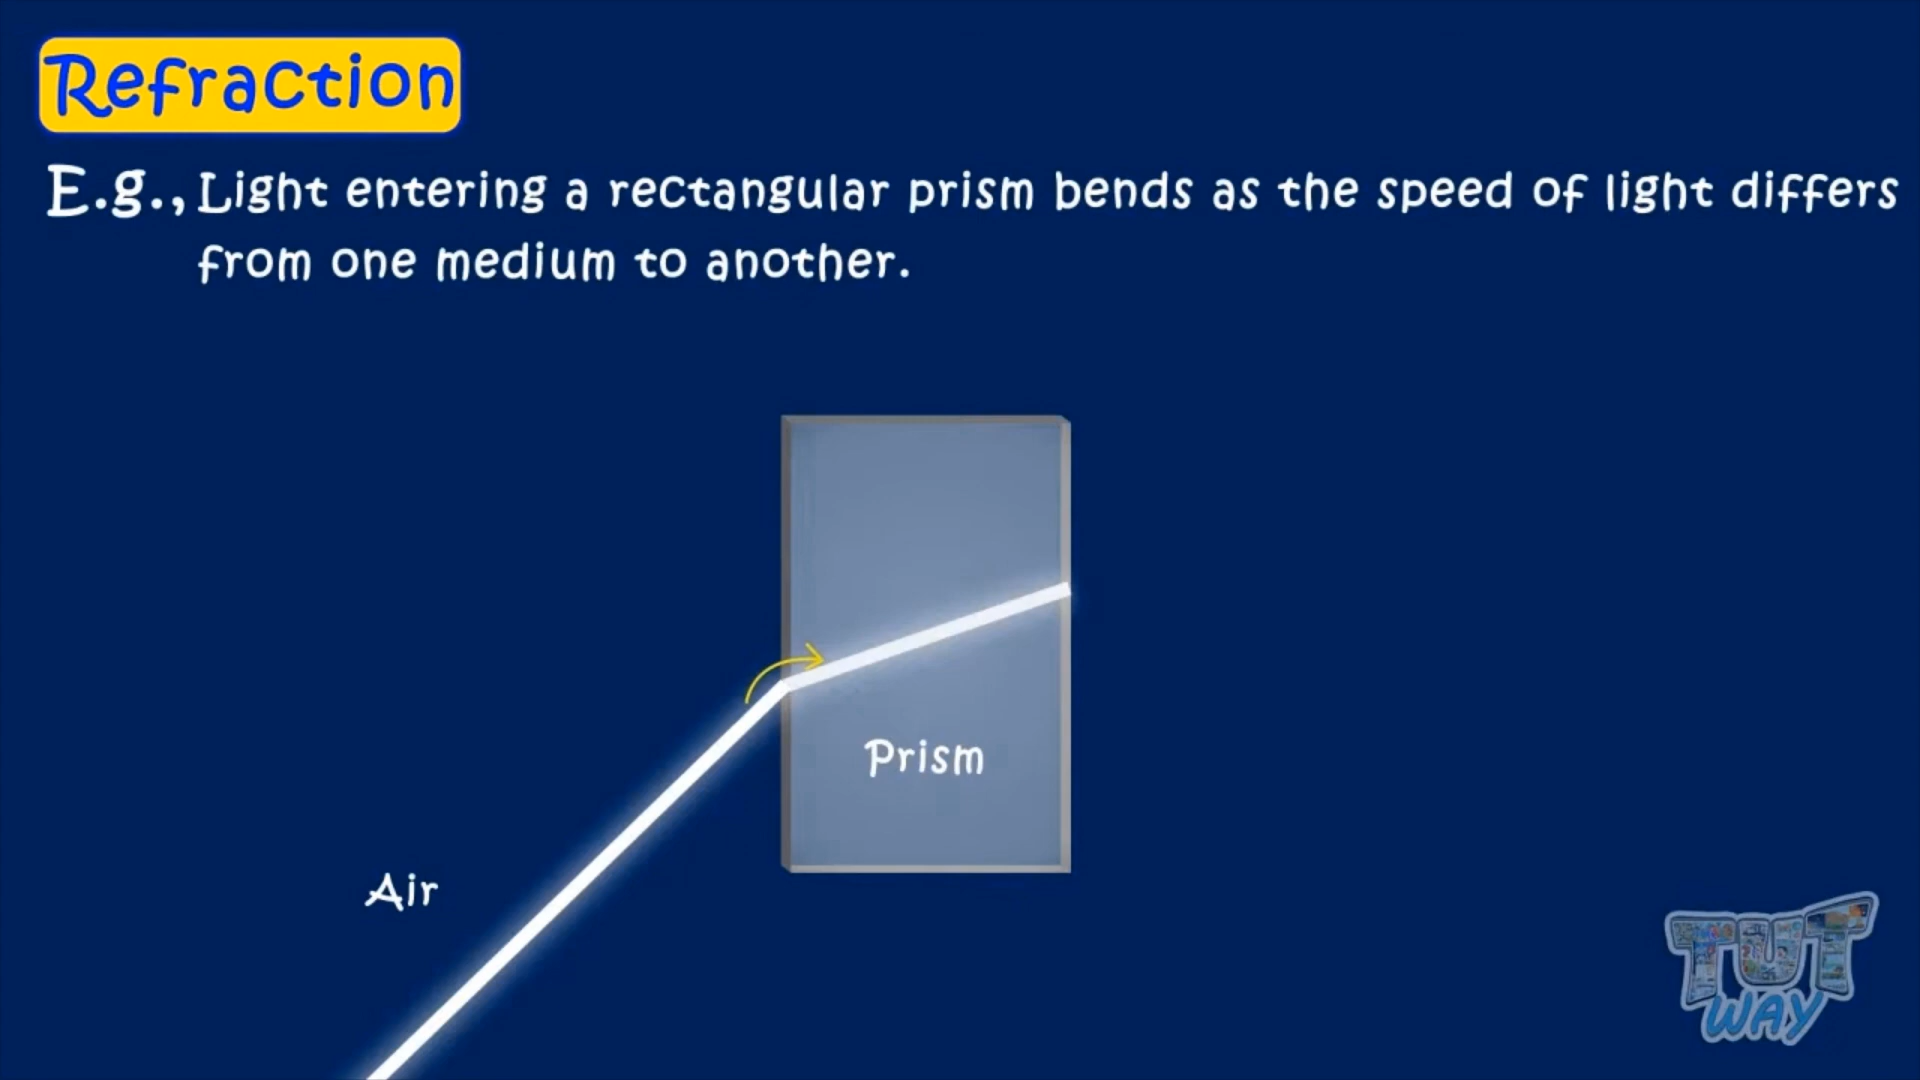 Refraction
E.g., Light entering a rectangular prism bends as the speed of light differs
from one medium to another.
Prism
Air
TUT
WAY